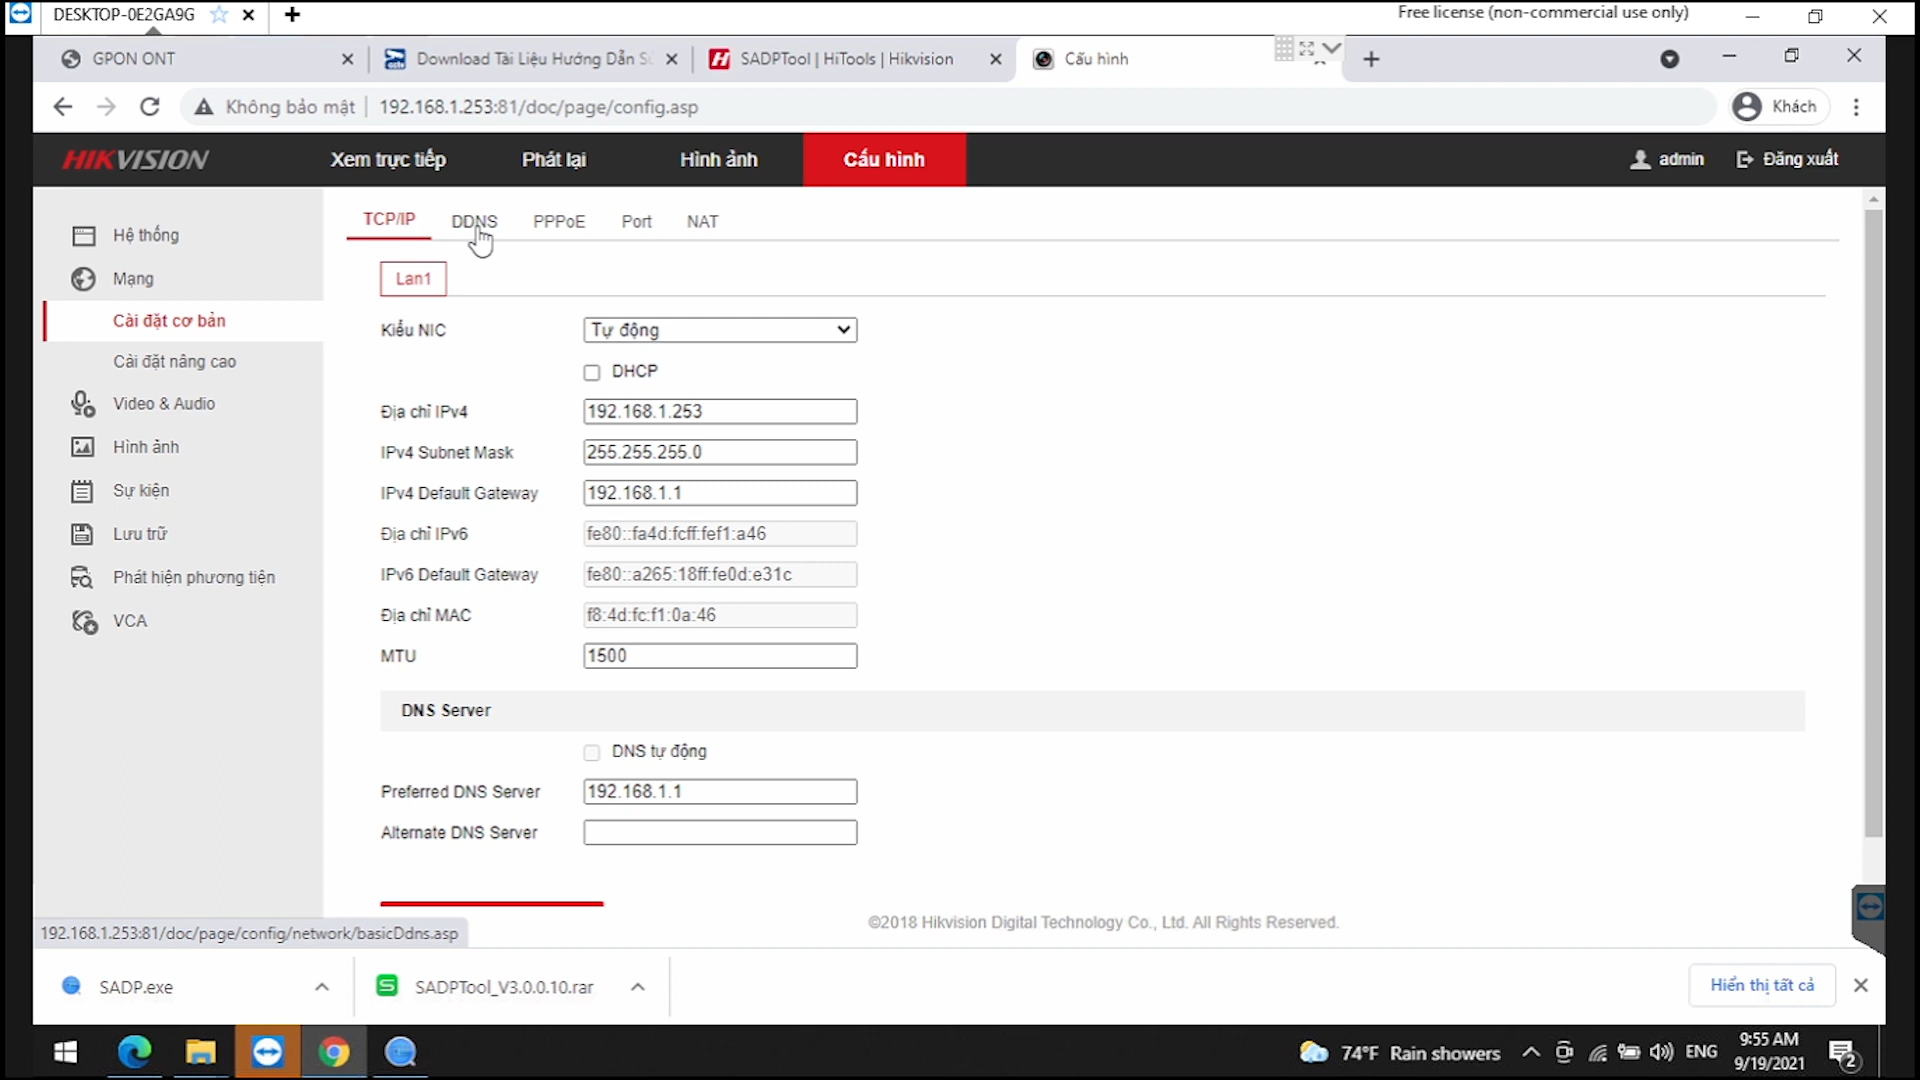 DESKTOP-0E2GA9G
Free license (non-commercial use only)
GPON ONT
Download Tài Liệu Hướng Dẫn Sử
SADPTool | HiTools | Hikvision
Cấu hình
Không bảo mật
192.168.1.253:81/doc/page/config.asp
Khách
HIKVISION
Xem trực tiếp
Phát lại
Hình ảnh
Cấu hình
admin
Đăng xuất
Hệ thống
Mạng
Cài đặt cơ bản
Cài đặt nâng cao
Video & Audio
Hình ảnh
Sự kiện
Lưu trữ
Phát hiện phương tiện
VCA
TCP/IP
DDNS
PPPoE
Port
NAT
Lan1
Kiểu NIC
Tự động
DHCP
Địa chỉ IPv4
192.168.1.253
IPv4 Subnet Mask
255.255.255.0
IPv4 Default Gateway
192.168.1.1
Địa chỉ IPv6
fe80::fa4d:fcff:fef1:a46
IPv6 Default Gateway
fe80::a265:18ff:fe0d:e31c
Địa chỉ MAC
f8:4d:fc:f1:0a:46
MTU
1500
DNS Server
DNS tự động
Preferred DNS Server
192.168.1.1
Alternate DNS Server
©2018 Hikvision Digital Technology Co., Ltd. All Rights Reserved.
192.168.1.253:81/doc/page/config/network/basicDdns.asp
SADP.exe
SADPTool_V3.0.0.10.rar
Hiển thị tất cả
74°F Rain showers
ENG
9:55 AM
9/19/2021
2